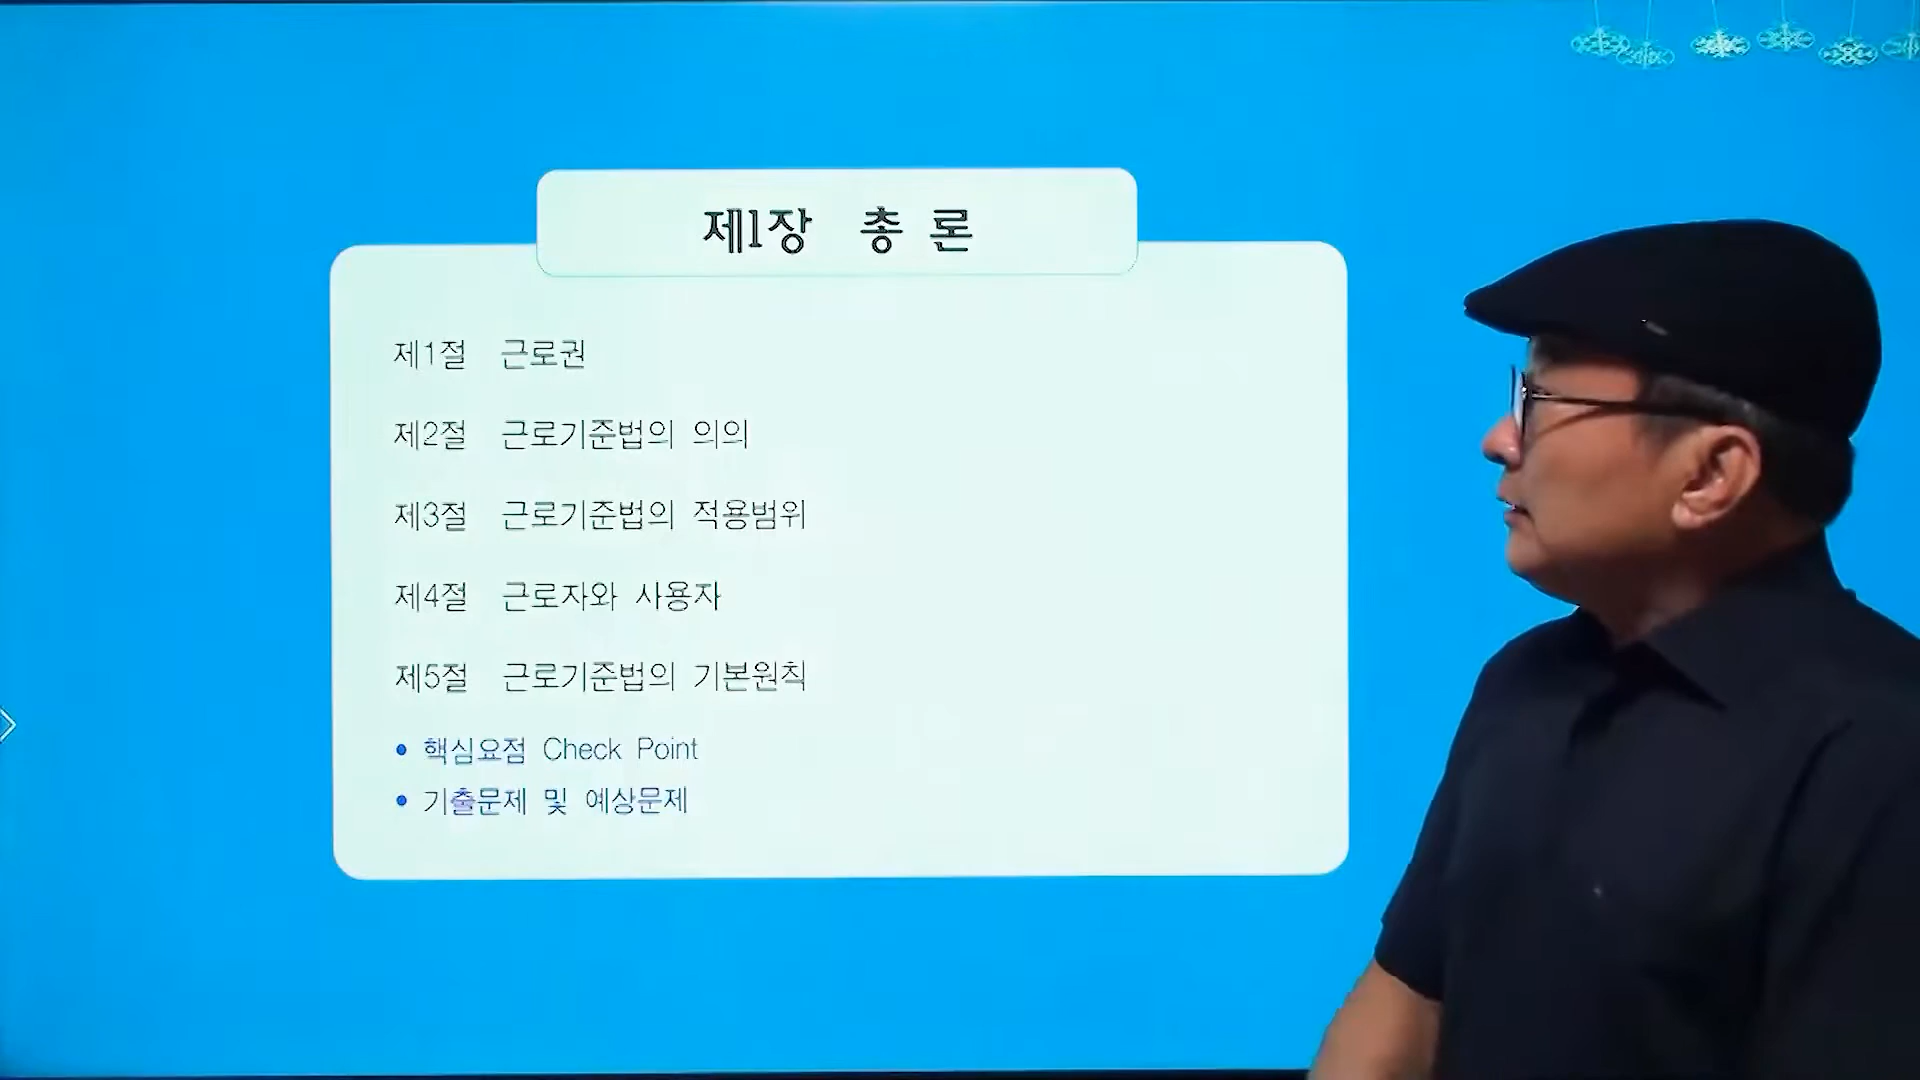 제1장 총 론
제1절 근로권
제2절 근로기준법의 의의
제3절 근로기준법의 적용범위
제4절 근로자와 사용자
제5절 근로기준법의 기본원칙
• 핵심요점 Check Point
• 기출문제 및 예상문제